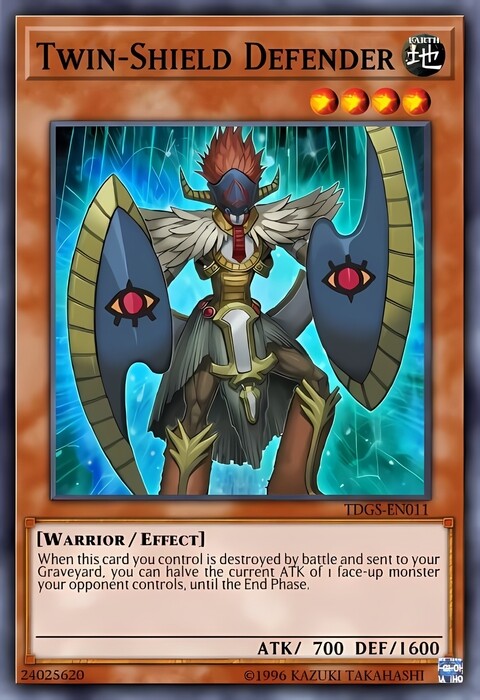 TWIN-SHIELD DEFENDER
EARTH
地
TDGS-EN011
[WARRIOR / EFFECT]
When this card you control is destroyed by battle and sent to your
Graveyard, you can halve the current ATK of 1 face-up monster
your opponent controls, until the End Phase.
ATK/ 700 DEF/1600
24025620
©1996 KAZUKI TAKAHASHI